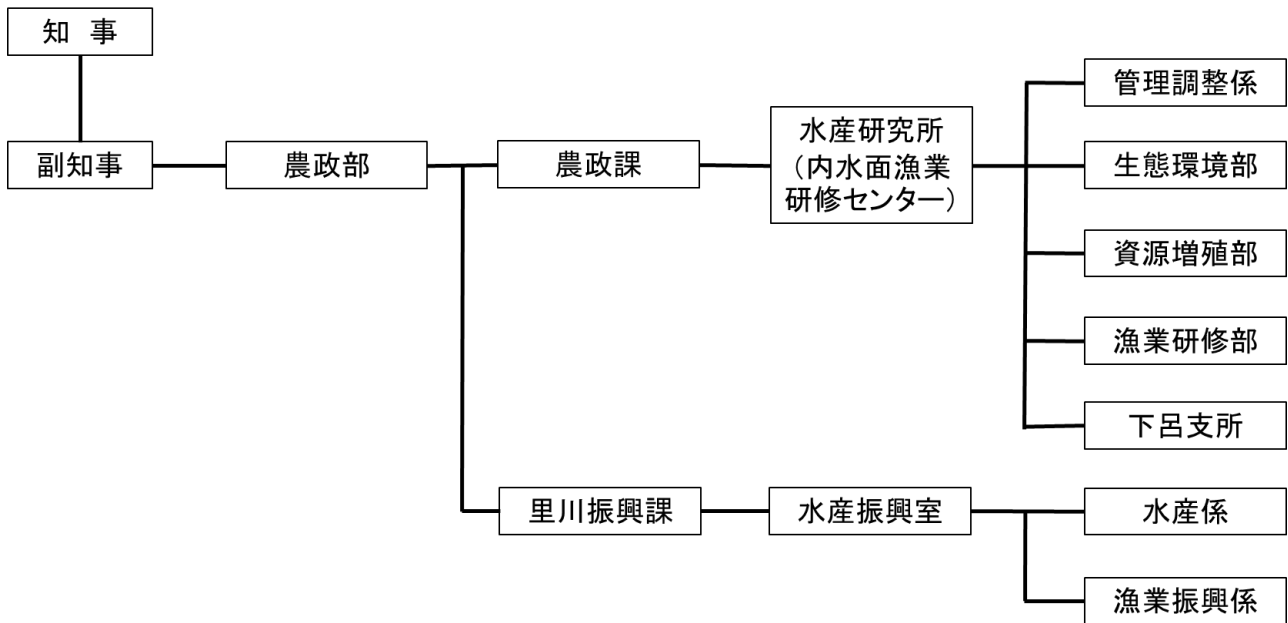 知 事
副知事
農政部
農政課
水産研究所
（内水面漁業
研修センター）
管理調整係
生態環境部
資源増殖部
漁業研修部
下呂支所
里川振興課
水産振興室
水産係
漁業振興係